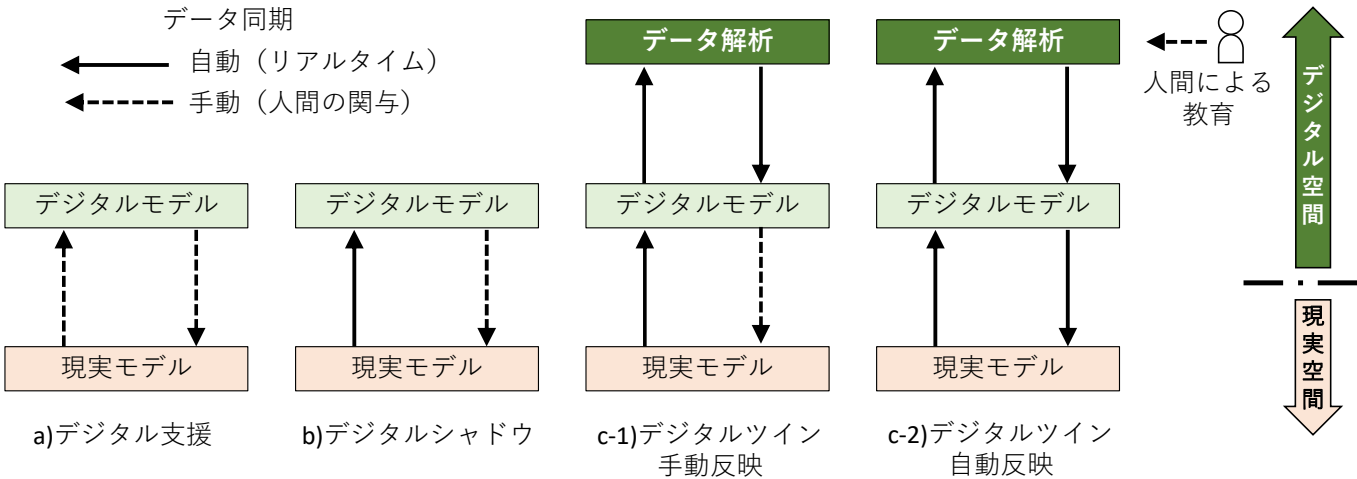 データ同期
自動（リアルタイム）
手動（人間の関与）
データ解析
データ解析
人間による
教育
デジタル空間
現実空間
デジタルモデル
デジタルモデル
デジタルモデル
デジタルモデル
現実モデル
現実モデル
現実モデル
現実モデル
a)デジタル支援
b)デジタルシャドウ
c-1)デジタルツイン
手動反映
c-2)デジタルツイン
自動反映